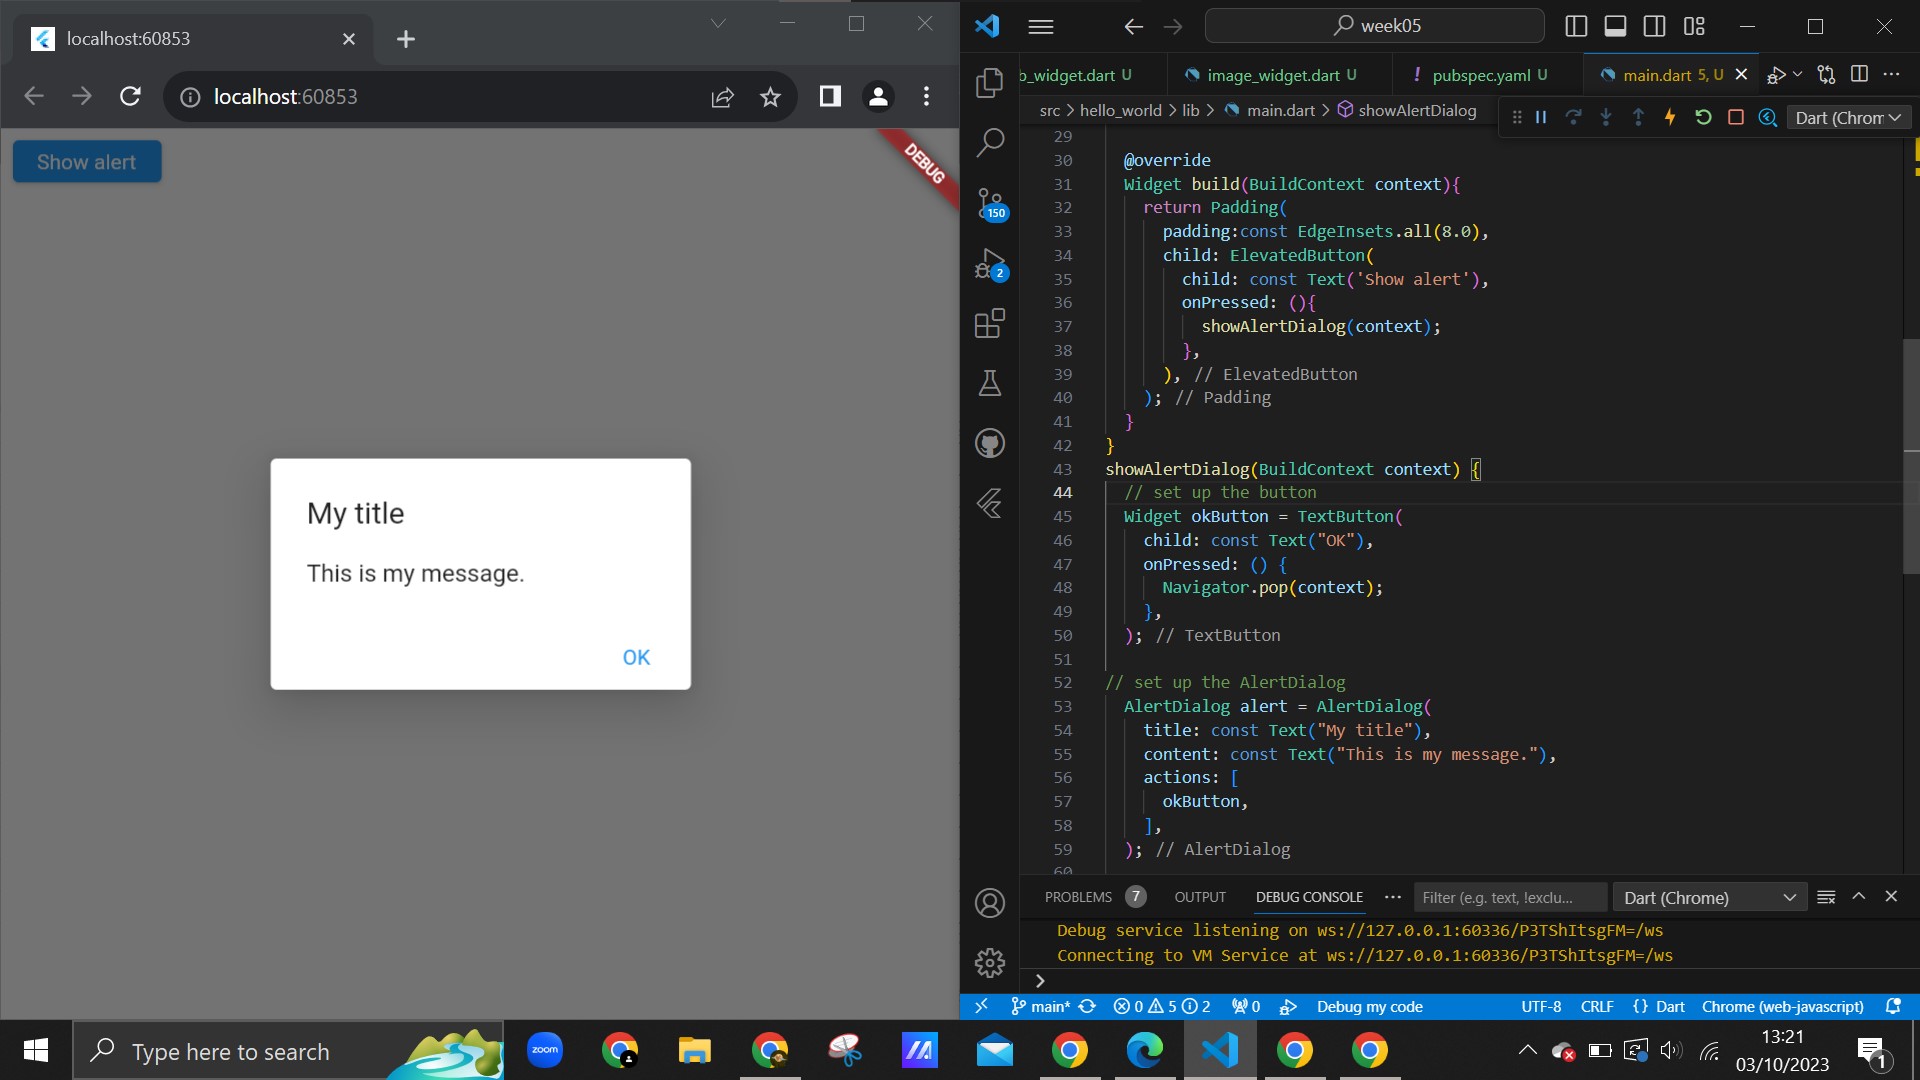 localhost:60853
localhost:60853
Show alert
DEBUG
My title
This is my message.
OK
week05
b_widget.dart U
image_widget.dart U
! pubspec.yaml U
main.dart 5, U
src > hello_world > lib > main.dart > showAlertDialog
Dart (Chrom
29
30 @override
31 Widget build(BuildContext context){
32 return Padding(
33 padding:const EdgeInsets.all(8.0),
34 child: ElevatedButton(
35 child: const Text('Show alert'),
36 onPressed: (){
37 showAlertDialog(context);
38 },
39 ), // ElevatedButton
40 ); // Padding
41 }
42 }
43 showAlertDialog(BuildContext context) {
44 // set up the button
45 Widget okButton = TextButton(
46 child: const Text("OK"),
47 onPressed: () {
48 Navigator.pop(context);
49 },
50 ); // TextButton
51
52 // set up the AlertDialog
53 AlertDialog alert = AlertDialog(
54 title: const Text("My title"),
55 content: const Text("This is my message."),
56 actions: [
57 okButton,
58 ],
59 ); // AlertDialog
60
150
2
PROBLEMS 7 OUTPUT DEBUG CONSOLE ··· Filter (e.g. text, !exclu... Dart (Chrome)
Debug service listening on ws://127.0.0.1:60336/P3TShItsgFM=/ws
Connecting to VM Service at ws://127.0.0.1:60336/P3TShItsgFM=/ws
>
main* 0 5 2 0 Debug my code UTF-8 CRLF {} Dart Chrome (web-javascript)
Type here to search
zoom
13:21
03/10/2023
1